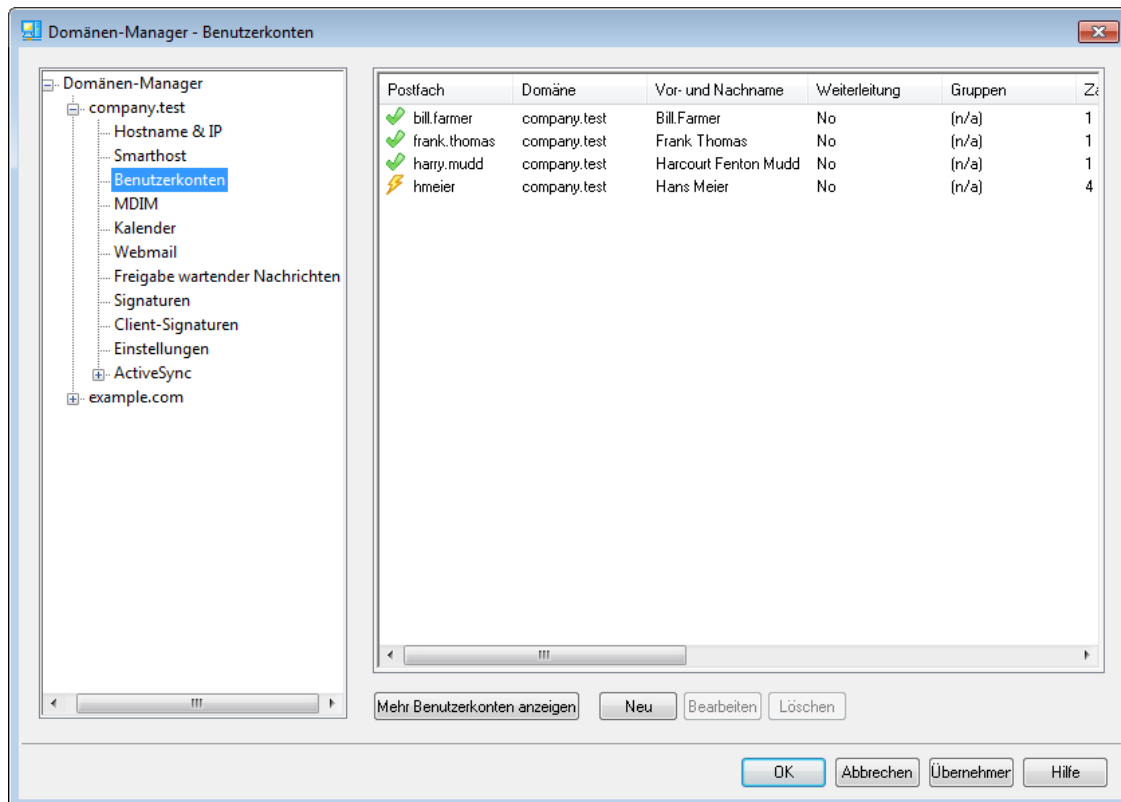 Domänen-Manager - Benutzerkonten
Domänen-Manager
company.test
Hostname & IP
Smarthost
Benutzerkonten
MDIM
Kalender
Webmail
Freigabe wartender Nachrichten
Signaturen
Client-Signaturen
Einstellungen
ActiveSync
example.com
Postfach Domäne Vor- und Nachname Weiterleitung Gruppen Za
bill.farmer company.test Bill.Farmer No (n/a) 1
frank.thomas company.test Frank Thomas No (n/a) 1
harry.mudd company.test Harcourt Fenton Mudd No (n/a) 1
hmeier company.test Hans Meier No (n/a) 4
Mehr Benutzerkonten anzeigen Neu Bearbeiten Löschen
OK Abbrechen Übernehmer Hilfe